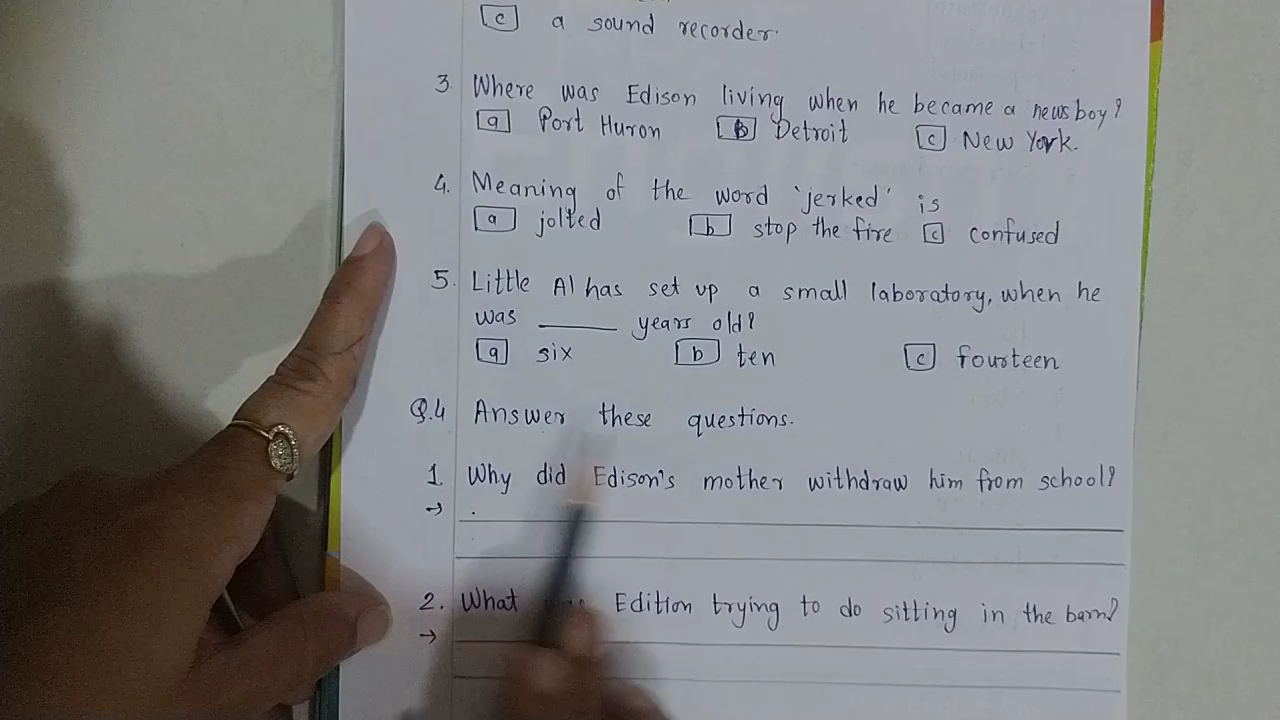 c a sound recorder.
3. Where was Edison living when he became a news boy?
a Port Huron b Detroit c New York.
4. Meaning of the word 'jerked' is
a jolted b stop the fire c confused
5. Little Al has set up a small laboratory, when he
was ______ years old?
a six b ten c fourteen
Q.4 Answer these questions.
1. Why did Edison's mother withdraw him from school?
→
2. What Edition trying to do sitting in the barn?
→